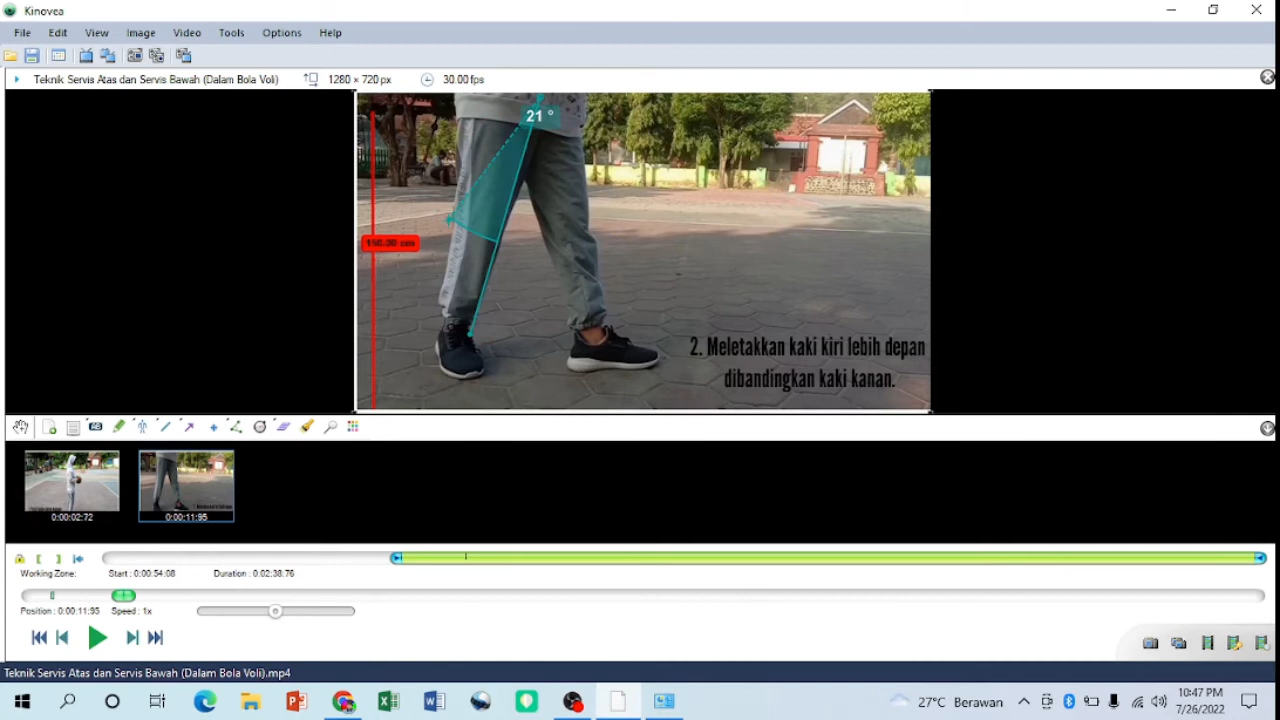 Kinovea
File Edit View Image Video Tools Options Help
Teknik Servis Atas dan Servis Bawah (Dalam Bola Voli) 1280 × 720 px 30.00 fps
21 °
150.00 cm
2. Meletakkan kaki kiri lebih depan
dibandingkan kaki kanan.
0:00:02:72
0:00:11:95
Working Zone: Start : 0:00:54:08 Duration : 0:02:38:76
Position : 0:00:11:95 Speed : 1x
Teknik Servis Atas dan Servis Bawah (Dalam Bola Voli).mp4
27°C Berawan
10:47 PM
7/26/2022